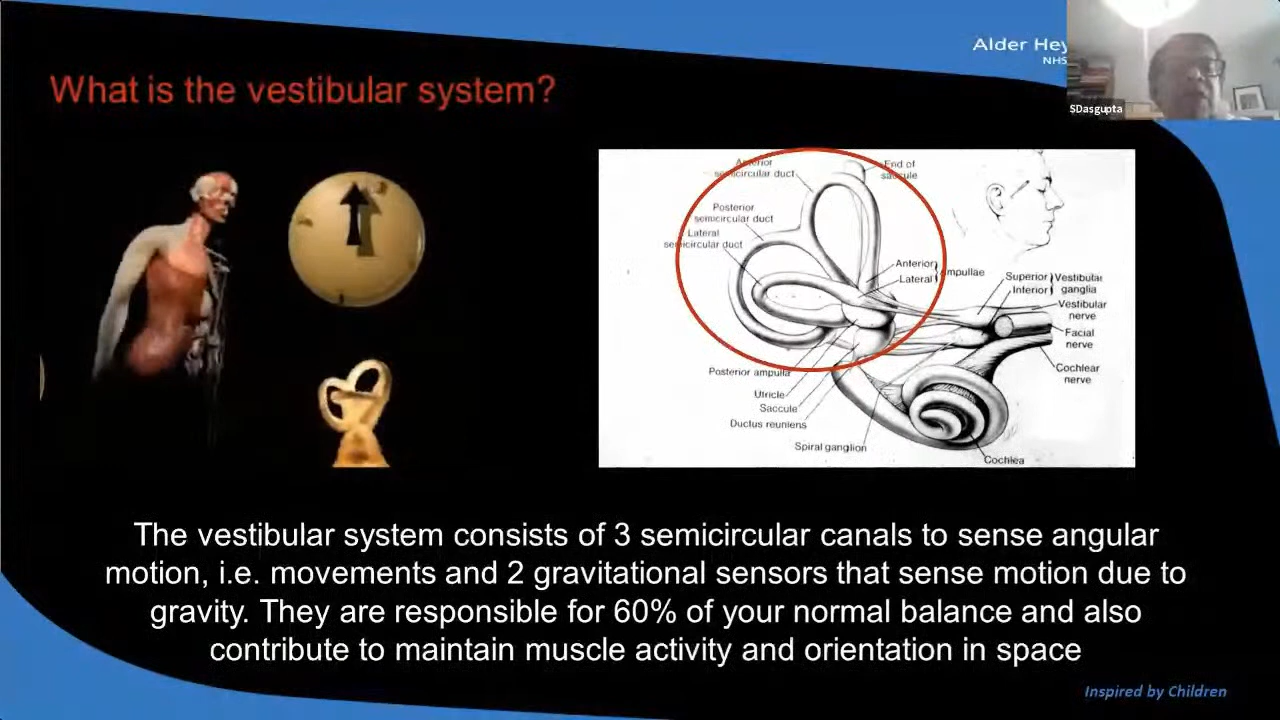 Alder Hey
NHS
SDasgupta
What is the vestibular system?
Anterior
semicircular duct
End of
saccule
Posterior
semicircular duct
Lateral
semicircular duct
Anterior
Lateral
ampullae
Superior
Inferior
Vestibular
ganglia
Vestibular
nerve
Facial
nerve
Cochlear
nerve
Posterior ampulla
Utricle
Saccule
Ductus reuniens
Spiral ganglion
Cochlea
The vestibular system consists of 3 semicircular canals to sense angular
motion, i.e. movements and 2 gravitational sensors that sense motion due to
gravity. They are responsible for 60% of your normal balance and also
contribute to maintain muscle activity and orientation in space
Inspired by Children